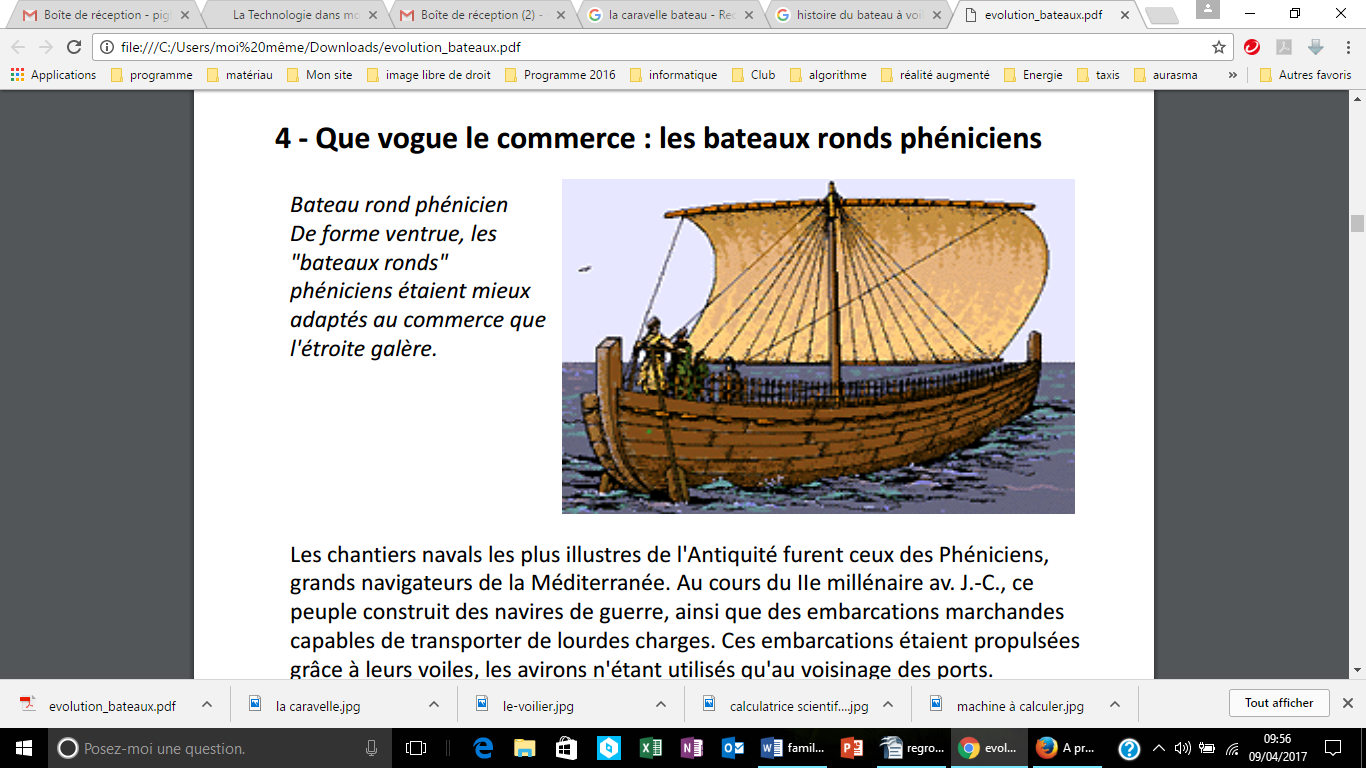 Boîte de réception - pigl
La Technologie dans mo
Boîte de réception (2) -
la caravelle bateau - Rec
histoire du bateau à voil
evolution_bateaux.pdf
file:///C:/Users/moi%20même/Downloads/evolution_bateaux.pdf
Applications
programme
matériau
Mon site
image libre de droit
Programme 2016
informatique
Club
algorithme
réalité augmenté
Energie
taxis
aurasma
»
Autres favoris
4 - Que vogue le commerce : les bateaux ronds phéniciens
Bateau rond phénicien
De forme ventrue, les
"bateaux ronds"
phéniciens étaient mieux
adaptés au commerce que
l'étroite galère.
Les chantiers navals les plus illustres de l'Antiquité furent ceux des Phéniciens,
grands navigateurs de la Méditerranée. Au cours du IIe millénaire av. J.-C., ce
peuple construit des navires de guerre, ainsi que des embarcations marchandes
capables de transporter de lourdes charges. Ces embarcations étaient propulsées
grâce à leurs voiles, les avirons n'étant utilisés qu'au voisinage des ports.
evolution_bateaux.pdf
la caravelle.jpg
le-voilier.jpg
calculatrice scientif....jpg
machine à calculer.jpg
Tout afficher
Posez-moi une question.
famil...
regro...
evol...
A pr...
09:56
09/04/2017